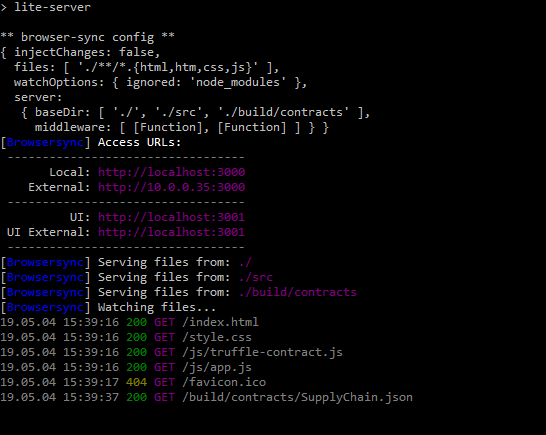 > lite-server
** browser-sync config **
{ injectChanges: false,
  files: [ './**/*.{html,htm,css,js}' ],
  watchOptions: { ignored: 'node_modules' },
  server:
   { baseDir: [ './', './src', './build/contracts' ],
     middleware: [ [Function], [Function] ] } }
[Browsersync] Access URLs:
 ----------------------------------
       Local: http://localhost:3000
    External: http://10.0.0.35:3000
 ----------------------------------
          UI: http://localhost:3001
 UI External: http://localhost:3001
 ----------------------------------
[Browsersync] Serving files from: ./
[Browsersync] Serving files from: ./src
[Browsersync] Serving files from: ./build/contracts
[Browsersync] Watching files...
19.05.04 15:39:16 200 GET /index.html
19.05.04 15:39:16 200 GET /style.css
19.05.04 15:39:16 200 GET /js/truffle-contract.js
19.05.04 15:39:16 200 GET /js/app.js
19.05.04 15:39:17 404 GET /favicon.ico
19.05.04 15:39:37 200 GET /build/contracts/SupplyChain.json